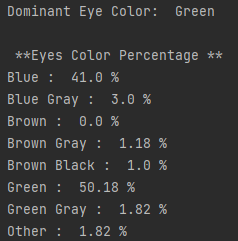 Dominant Eye Color:  Green
**Eyes Color Percentage **
Blue :  41.0 %
Blue Gray :  3.0 %
Brown :  0.0 %
Brown Gray :  1.18 %
Brown Black :  1.0 %
Green :  50.18 %
Green Gray :  1.82 %
Other :  1.82 %